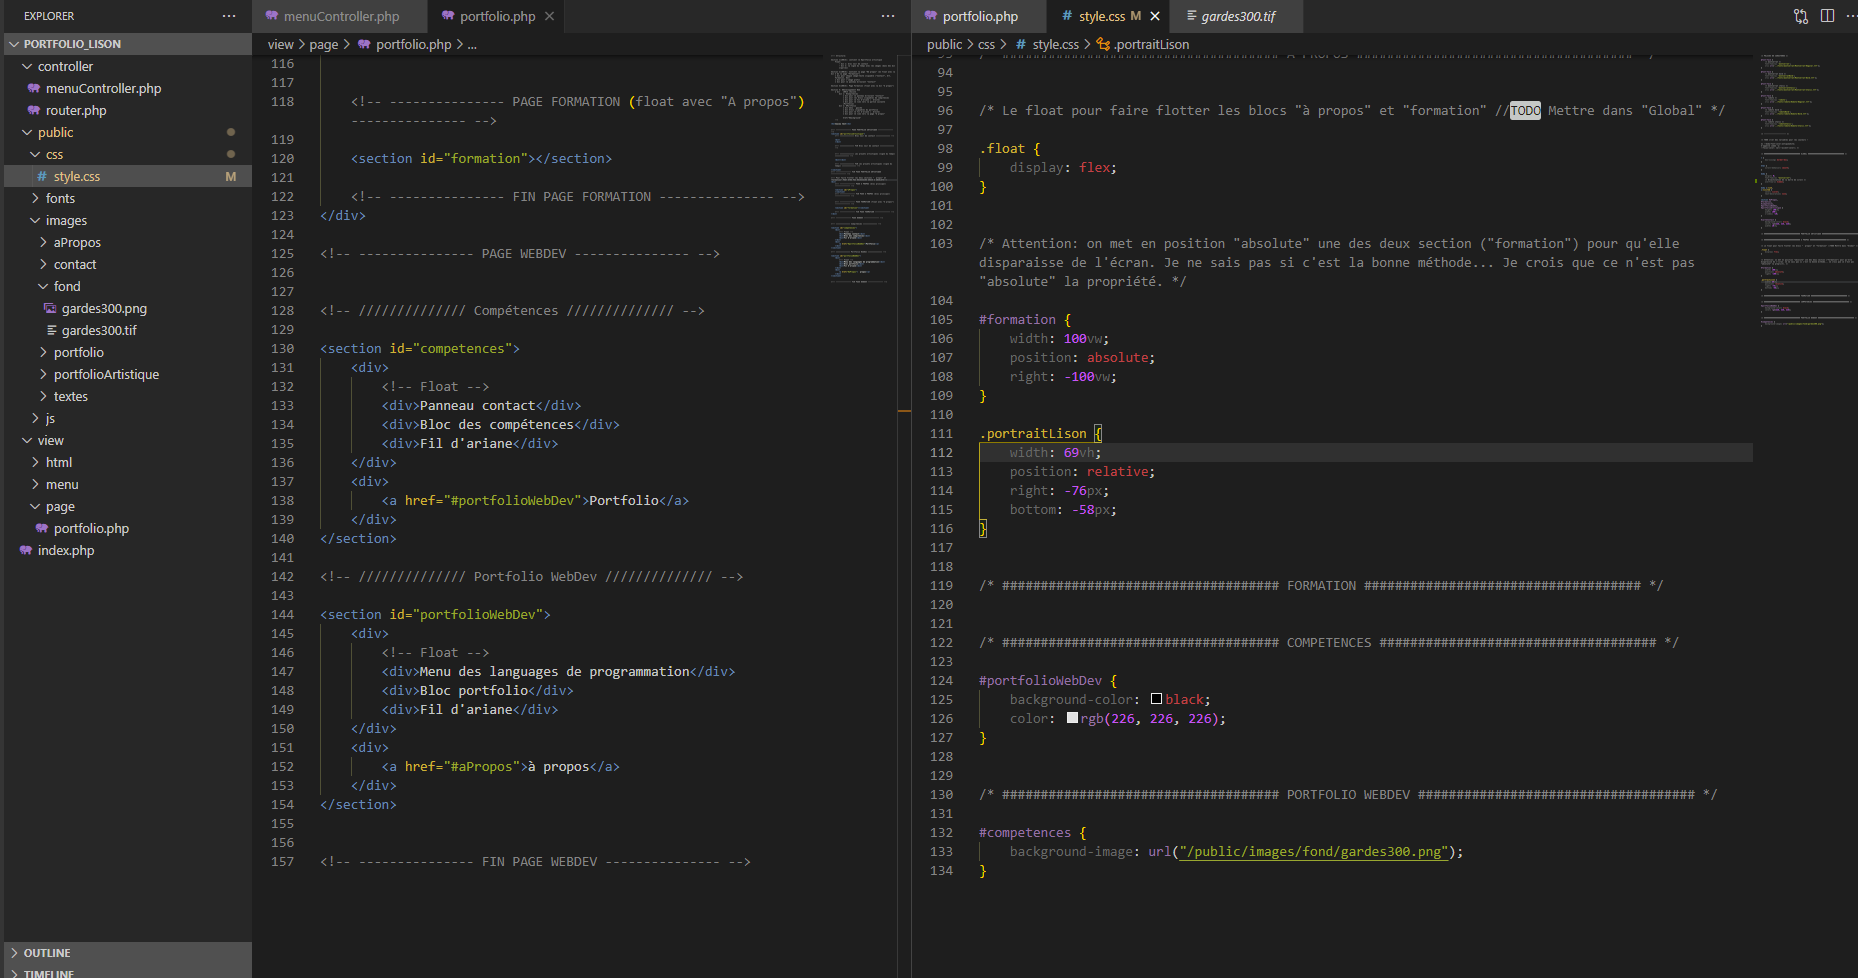 EXPLORER
PORTFOLIO_LISON
controller
menuController.php
router.php
public
css
# style.css M
fonts
images
aPropos
contact
fond
gardes300.png
gardes300.tif
portfolio
portfolioArtistique
textes
js
view
html
menu
page
portfolio.php
index.php
OUTLINE
TIMELINE
menuController.php
portfolio.php
view > page > portfolio.php > ...
116
117
118 <!-- --------------- PAGE FORMATION (float avec "A propos")
--------------- -->
119
120 <section id="formation"></section>
121
122 <!-- --------------- FIN PAGE FORMATION --------------- -->
123 </div>
124
125 <!-- --------------- PAGE WEBDEV --------------- -->
126
127
128 <!-- ////////////// Compétences ////////////// -->
129
130 <section id="competences">
131 <div>
132 <!-- Float -->
133 <div>Panneau contact</div>
134 <div>Bloc des compétences</div>
135 <div>Fil d'ariane</div>
136 </div>
137 <div>
138 <a href="#portfolioWebDev">Portfolio</a>
139 </div>
140 </section>
141
142 <!-- ////////////// Portfolio WebDev ////////////// -->
143
144 <section id="portfolioWebDev">
145 <div>
146 <!-- Float -->
147 <div>Menu des languages de programmation</div>
148 <div>Bloc portfolio</div>
149 <div>Fil d'ariane</div>
150 </div>
151 <div>
152 <a href="#aPropos">à propos</a>
153 </div>
154 </section>
155
156
157 <!-- --------------- FIN PAGE WEBDEV --------------- -->
portfolio.php
# style.css M
gardes300.tif
public > css > # style.css > .portraitLison
94
95
96 /* Le float pour faire flotter les blocs "à propos" et "formation" //TODO Mettre dans "Global" */
97
98 .float {
99 display: flex;
100 }
101
102
103 /* Attention: on met en position "absolute" une des deux section ("formation") pour qu'elle
disparaisse de l'écran. Je ne sais pas si c'est la bonne méthode... Je crois que ce n'est pas
"absolute" la propriété. */
104
105 #formation {
106 width: 100vw;
107 position: absolute;
108 right: -100vw;
109 }
110
111 .portraitLison {
112 width: 69vh;
113 position: relative;
114 right: -76px;
115 bottom: -58px;
116 }
117
118
119 /* #################################### FORMATION #################################### */
120
121
122 /* #################################### COMPETENCES #################################### */
123
124 #portfolioWebDev {
125 background-color: black;
126 color: rgb(226, 226, 226);
127 }
128
129
130 /* #################################### PORTFOLIO WEBDEV #################################### */
131
132 #competences {
133 background-image: url("/public/images/fond/gardes300.png");
134 }